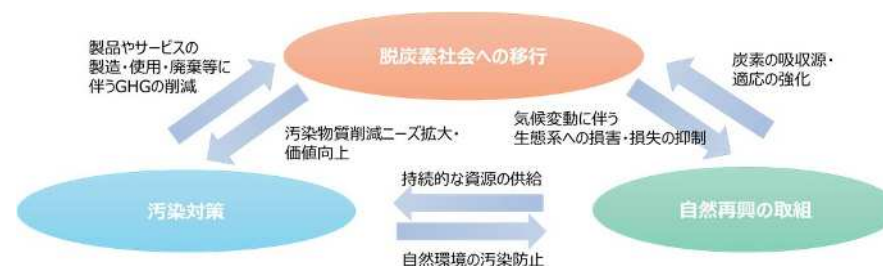 脱炭素社会への移行
製品やサービスの
製造・使用・廃棄等に
伴うGHGの削減
炭素の吸収源・
適応の強化
汚染物質削減ニーズ拡大・
価値向上
気候変動に伴う
生態系への損害・損失の抑制
持続的な資源の供給
汚染対策
自然再興の取組
自然環境の汚染防止